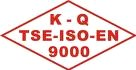 K - Q
TSE-ISO-EN
9000